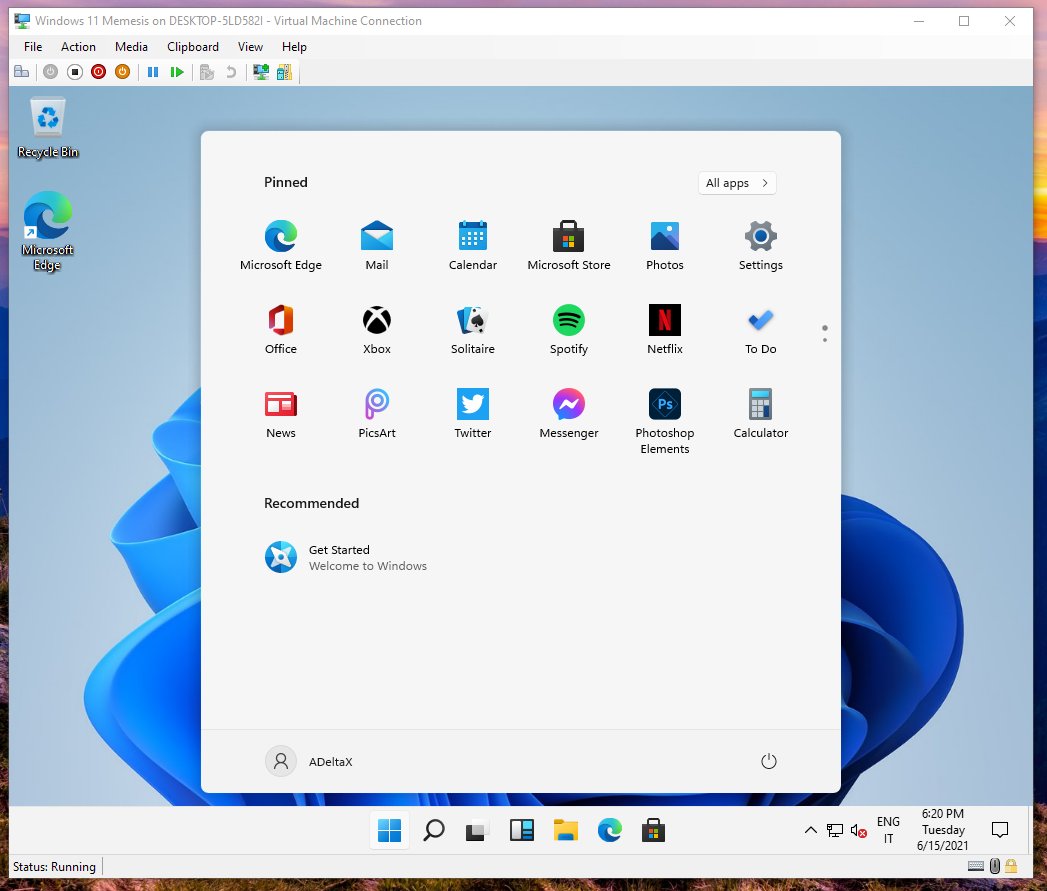 Windows 11 Memesis on DESKTOP-5LD582I - Virtual Machine Connection
File Action Media Clipboard View Help
Recycle Bin
Microsoft
Edge
Pinned
All apps
Microsoft Edge
Mail
Calendar
Microsoft Store
Photos
Settings
Office
Xbox
Solitaire
Spotify
N
Netflix
To Do
News
PicsArt
Twitter
Messenger
Ps
Photoshop
Elements
Calculator
Recommended
Get Started
Welcome to Windows
ADeltaX
ENG
IT
6:20 PM
Tuesday
6/15/2021
Status: Running